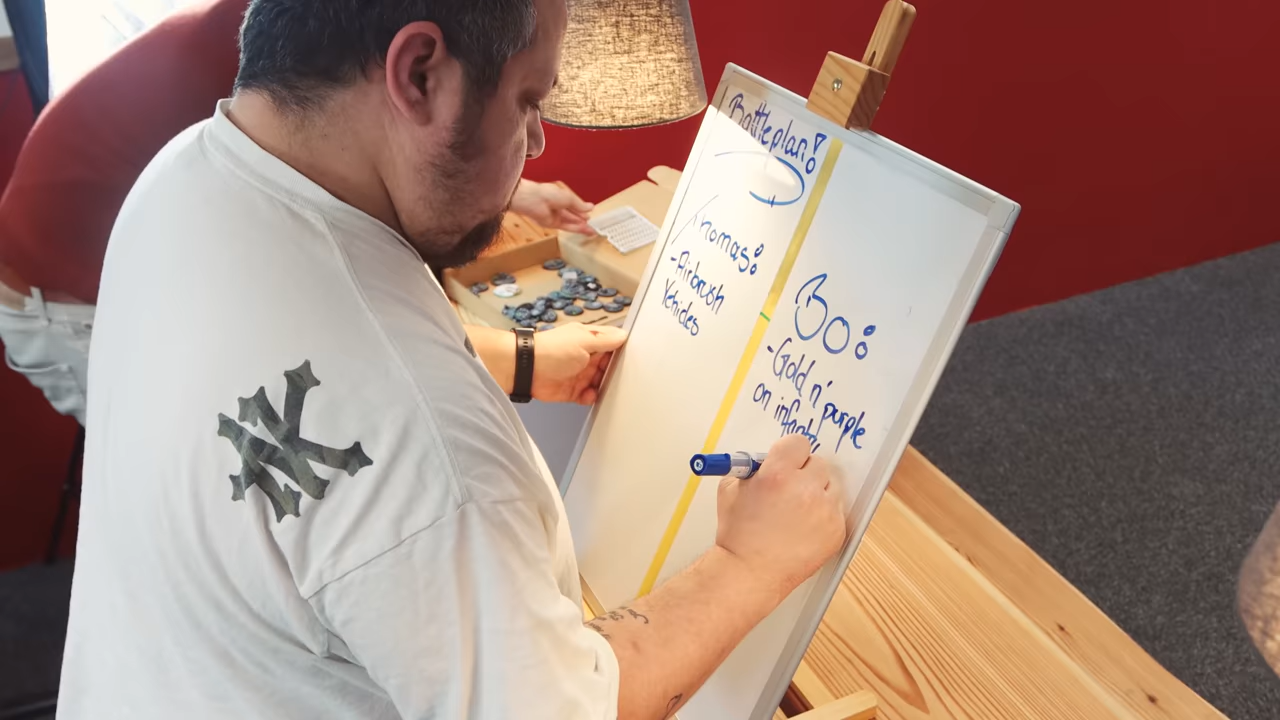 Battleplan:
Thomas:
-Airbrush
Vehicles
Bo:
-Gold n' purple
on infantry